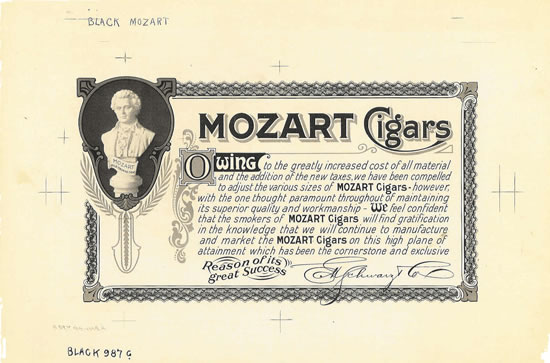 BLACK MOZART
MOZART Cigars
MOZART
Owing to the greatly increased cost of all material
and the addition of the new taxes, we have been compelled
to adjust the various sizes of MOZART Cigars - however,
with the one thought paramount throughout of maintaining
its superior quality and workmanship - We feel confident
that the smokers of MOZART Cigars will find gratification
in the knowledge that we will continue to manufacture
and market the MOZART Cigars on this high plane of
attainment which has been the cornerstone and exclusive
Reason of its
great Success
Schwarz Co
BLACK 987 G